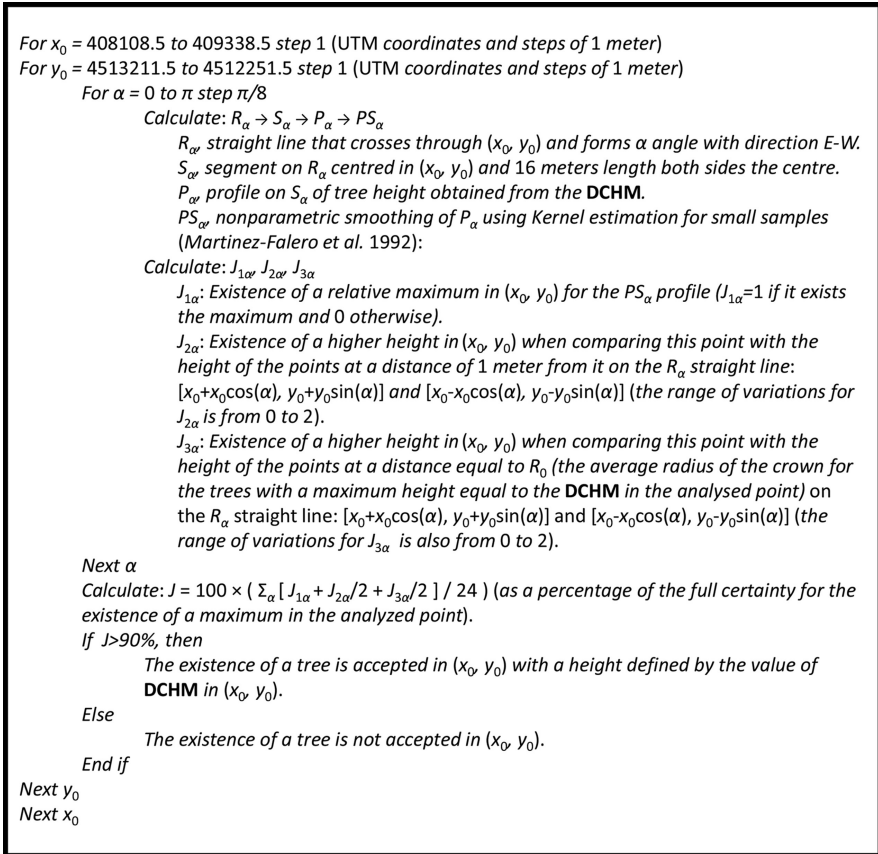 For x₀ = 408108.5 to 409338.5 step 1 (UTM coordinates and steps of 1 meter)
For y₀ = 4513211.5 to 4512251.5 step 1 (UTM coordinates and steps of 1 meter)
For α = 0 to π step π/8
Calculate: Rα → Sα → Pα → PSα
Rα, straight line that crosses through (x₀, y₀) and forms α angle with direction E-W.
Sα, segment on Rα centred in (x₀, y₀) and 16 meters length both sides the centre.
Pα, profile on Sα of tree height obtained from the DCHM.
PSα, nonparametric smoothing of Pα using Kernel estimation for small samples
(Martinez-Falero et al. 1992):
Calculate: J₁α, J₂α, J₃α
J₁α: Existence of a relative maximum in (x₀, y₀) for the PSα profile (J₁α=1 if it exists
the maximum and 0 otherwise).
J₂α: Existence of a higher height in (x₀, y₀) when comparing this point with the
height of the points at a distance of 1 meter from it on the Rα straight line:
[x₀+x₀cos(α), y₀+y₀sin(α)] and [x₀-x₀cos(α), y₀-y₀sin(α)] (the range of variations for
J₂α is from 0 to 2).
J₃α: Existence of a higher height in (x₀, y₀) when comparing this point with the
height of the points at a distance equal to R₀ (the average radius of the crown for
the trees with a maximum height equal to the DCHM in the analysed point) on
the Rα straight line: [x₀+x₀cos(α), y₀+y₀sin(α)] and [x₀-x₀cos(α), y₀-y₀sin(α)] (the
range of variations for J₃α is also from 0 to 2).
Next α
Calculate: J = 100 × ( Σα [ J₁α + J₂α/2 + J₃α/2 ] / 24 ) (as a percentage of the full certainty for the
existence of a maximum in the analyzed point).
If J>90%, then
The existence of a tree is accepted in (x₀, y₀) with a height defined by the value of
DCHM in (x₀, y₀).
Else
The existence of a tree is not accepted in (x₀, y₀).
End if
Next y₀
Next x₀